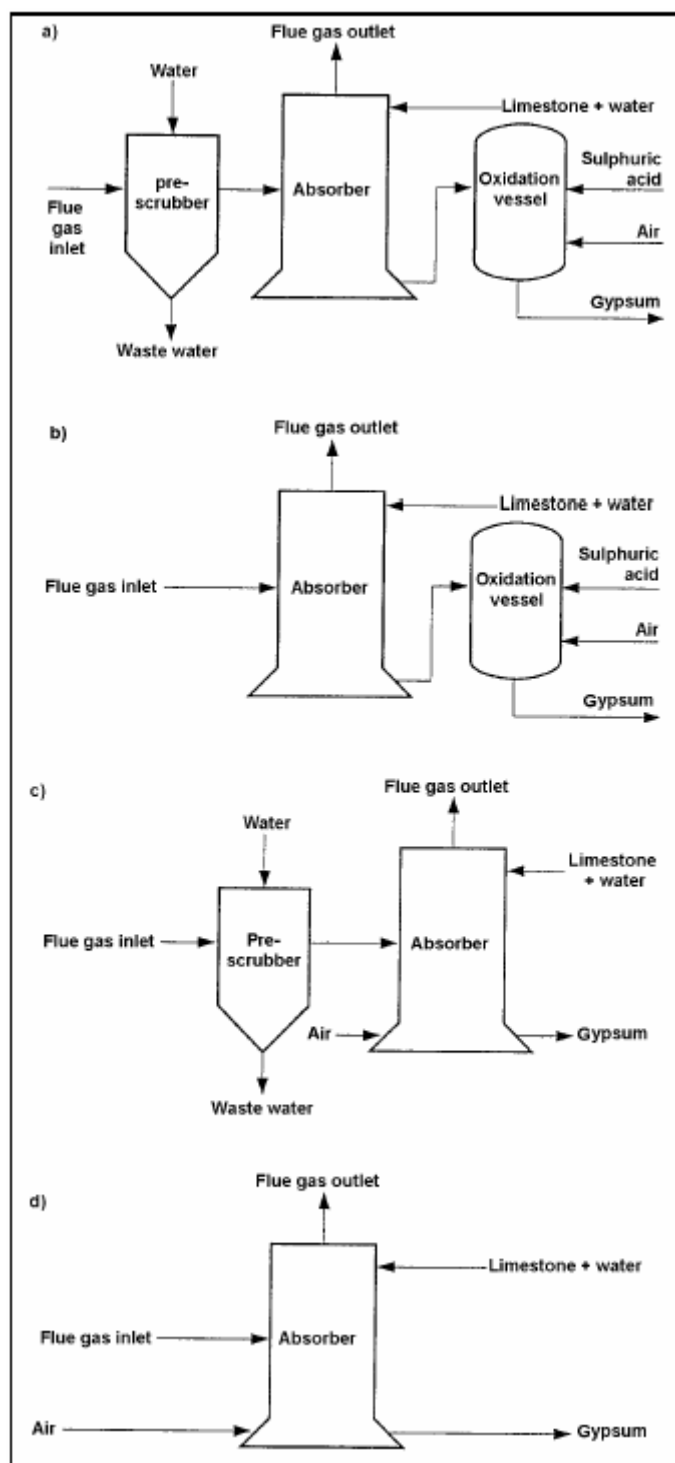 a)
Flue gas outlet
Water
Limestone + water
pre-
scrubber
Absorber
Oxidation
vessel
Sulphuric
acid
Flue
gas
inlet
Air
Gypsum
Waste water
b)
Flue gas outlet
Limestone + water
Flue gas inlet
Absorber
Oxidation
vessel
Sulphuric
acid
Air
Gypsum
c)
Flue gas outlet
Water
Limestone
+ water
Flue gas inlet
Pre-
scrubber
Absorber
Air
Gypsum
Waste water
d)
Flue gas outlet
Limestone + water
Flue gas inlet
Absorber
Air
Gypsum